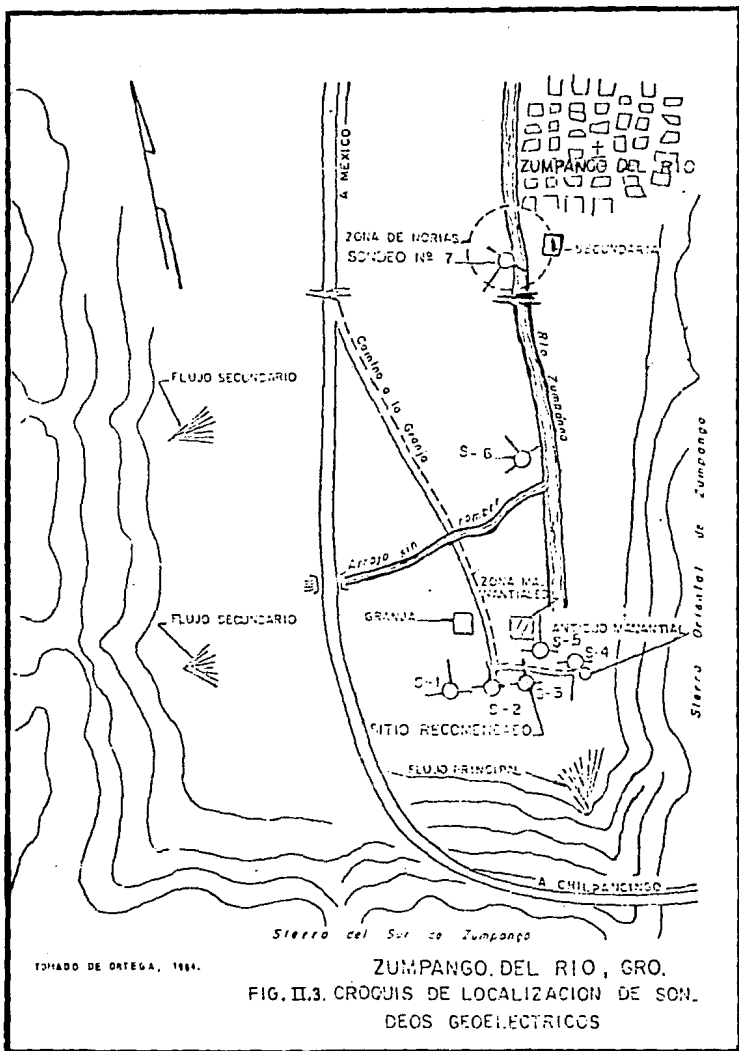 A MEXICO
ZUMPANGO DEL RIO
ZONA DE NORIAS
SONDEO Nº 7
SECUNDARIA
Rio Zumpango
Camino a la Granja
FLUJO SECUNDARIO
S-6
Arroyo sin nombre
Sierra Oriental de Zumpango
ZONA MA-
NANTIALES
GRANJA
FLUJO SECUNDARIO
ANTIGUO MANANTIAL
S-5
S-4
S-1
S-2
S-3
SITIO RECOMENDADO
FLUJO PRINCIPAL
A CHILPANCINGO
Sierra del Sur de Zumpango
TOMADO DE ORTEGA, 1984.
ZUMPANGO. DEL RIO, GRO.
FIG. II.3. CROQUIS DE LOCALIZACION DE SON-
DEOS GEOELECTRICOS